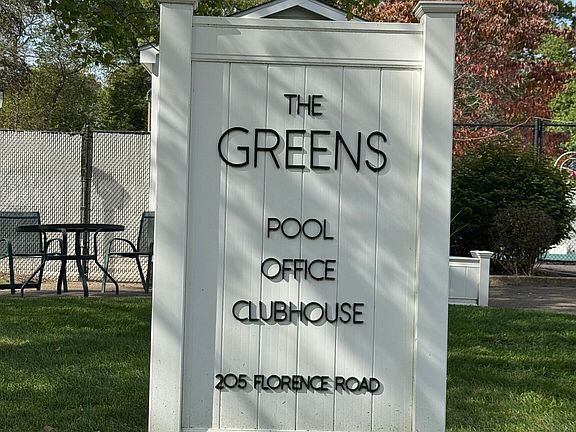 THE
GREENS
POOL
OFFICE
CLUBHOUSE
205 FLORENCE ROAD